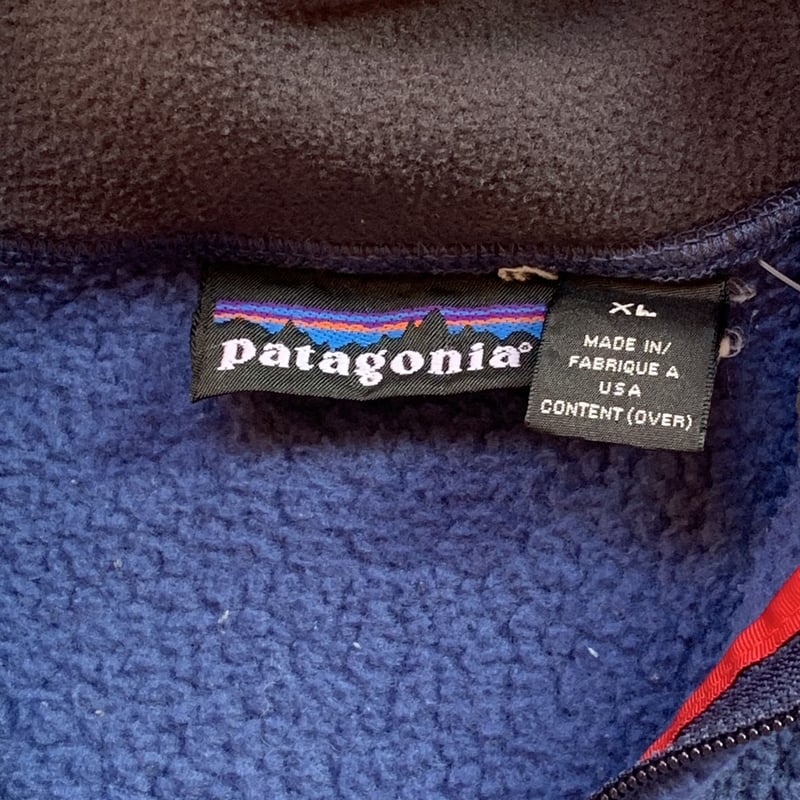 patagonia®
XL
MADE IN/
FABRIQUE A
USA
CONTENT (OVER)